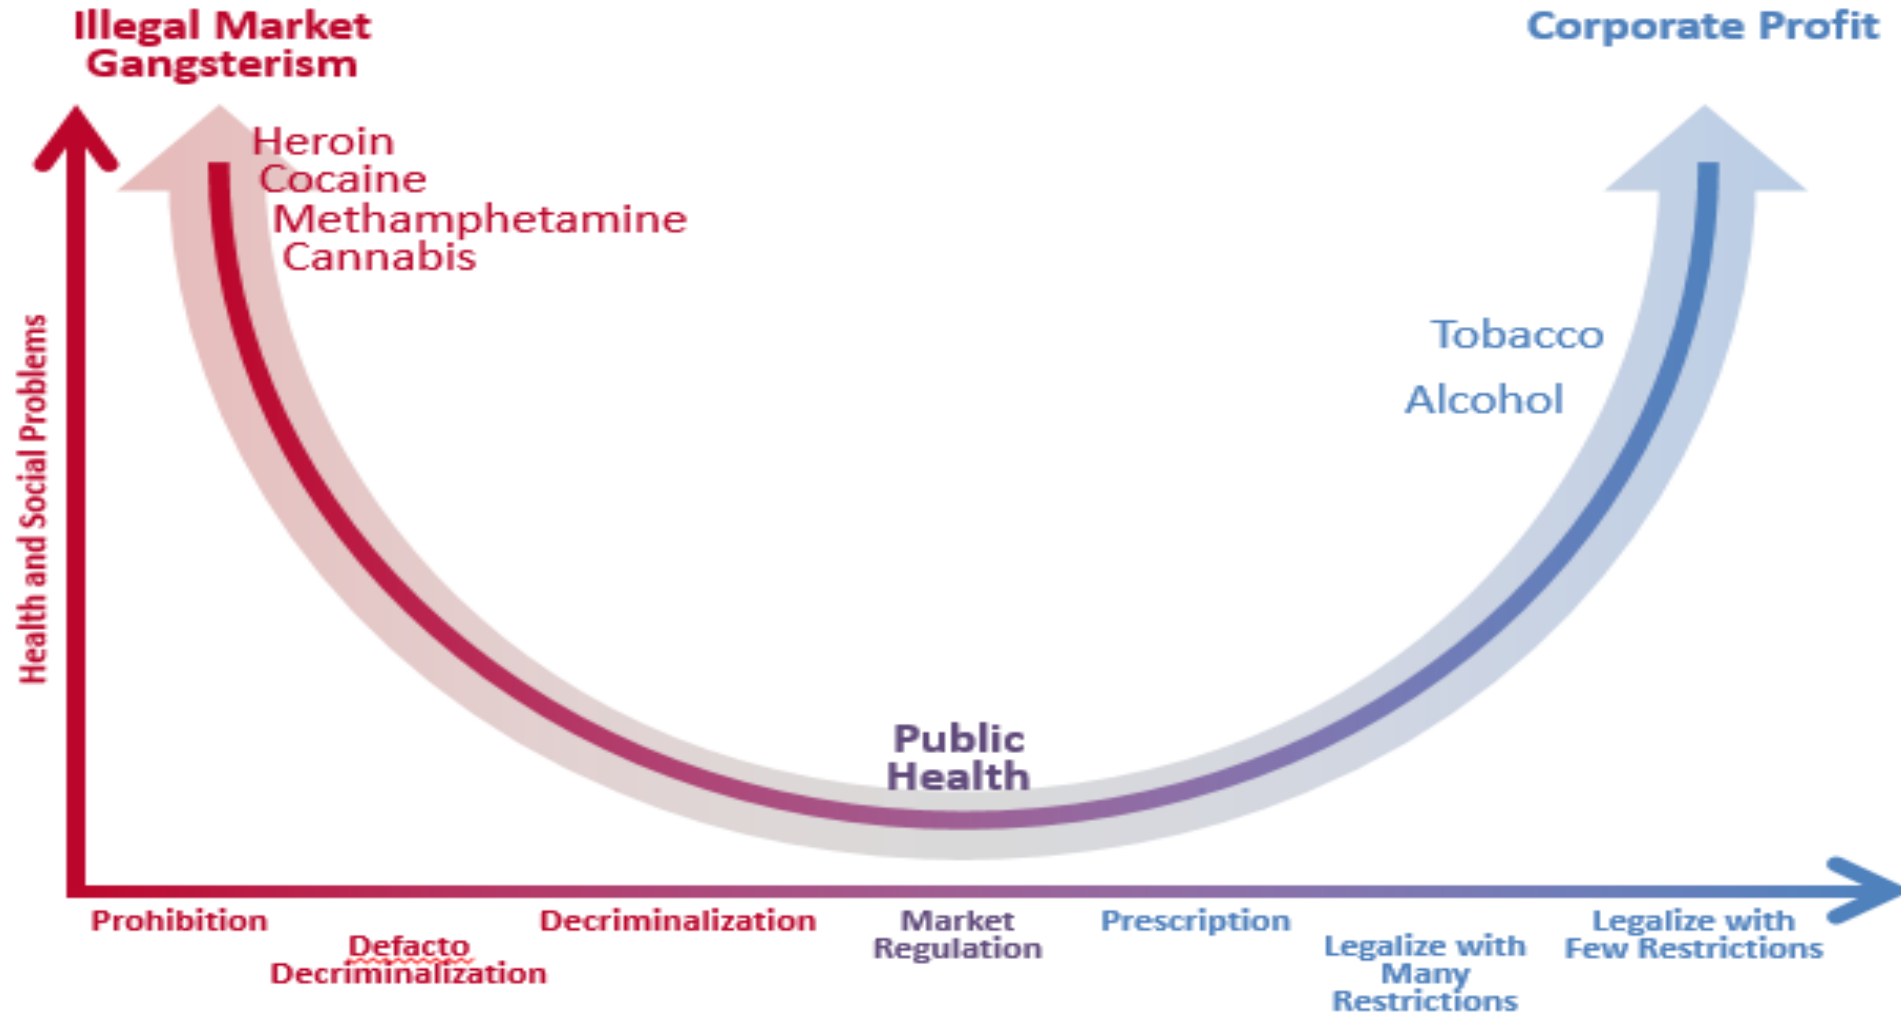 Illegal Market
Gangsterism
Corporate Profit
Heroin
Cocaine
Methamphetamine
Cannabis
Tobacco
Alcohol
Health and Social Problems
Public
Health
Prohibition
Defacto
Decriminalization
Decriminalization
Market
Regulation
Prescription
Legalize with
Many
Restrictions
Legalize with
Few Restrictions